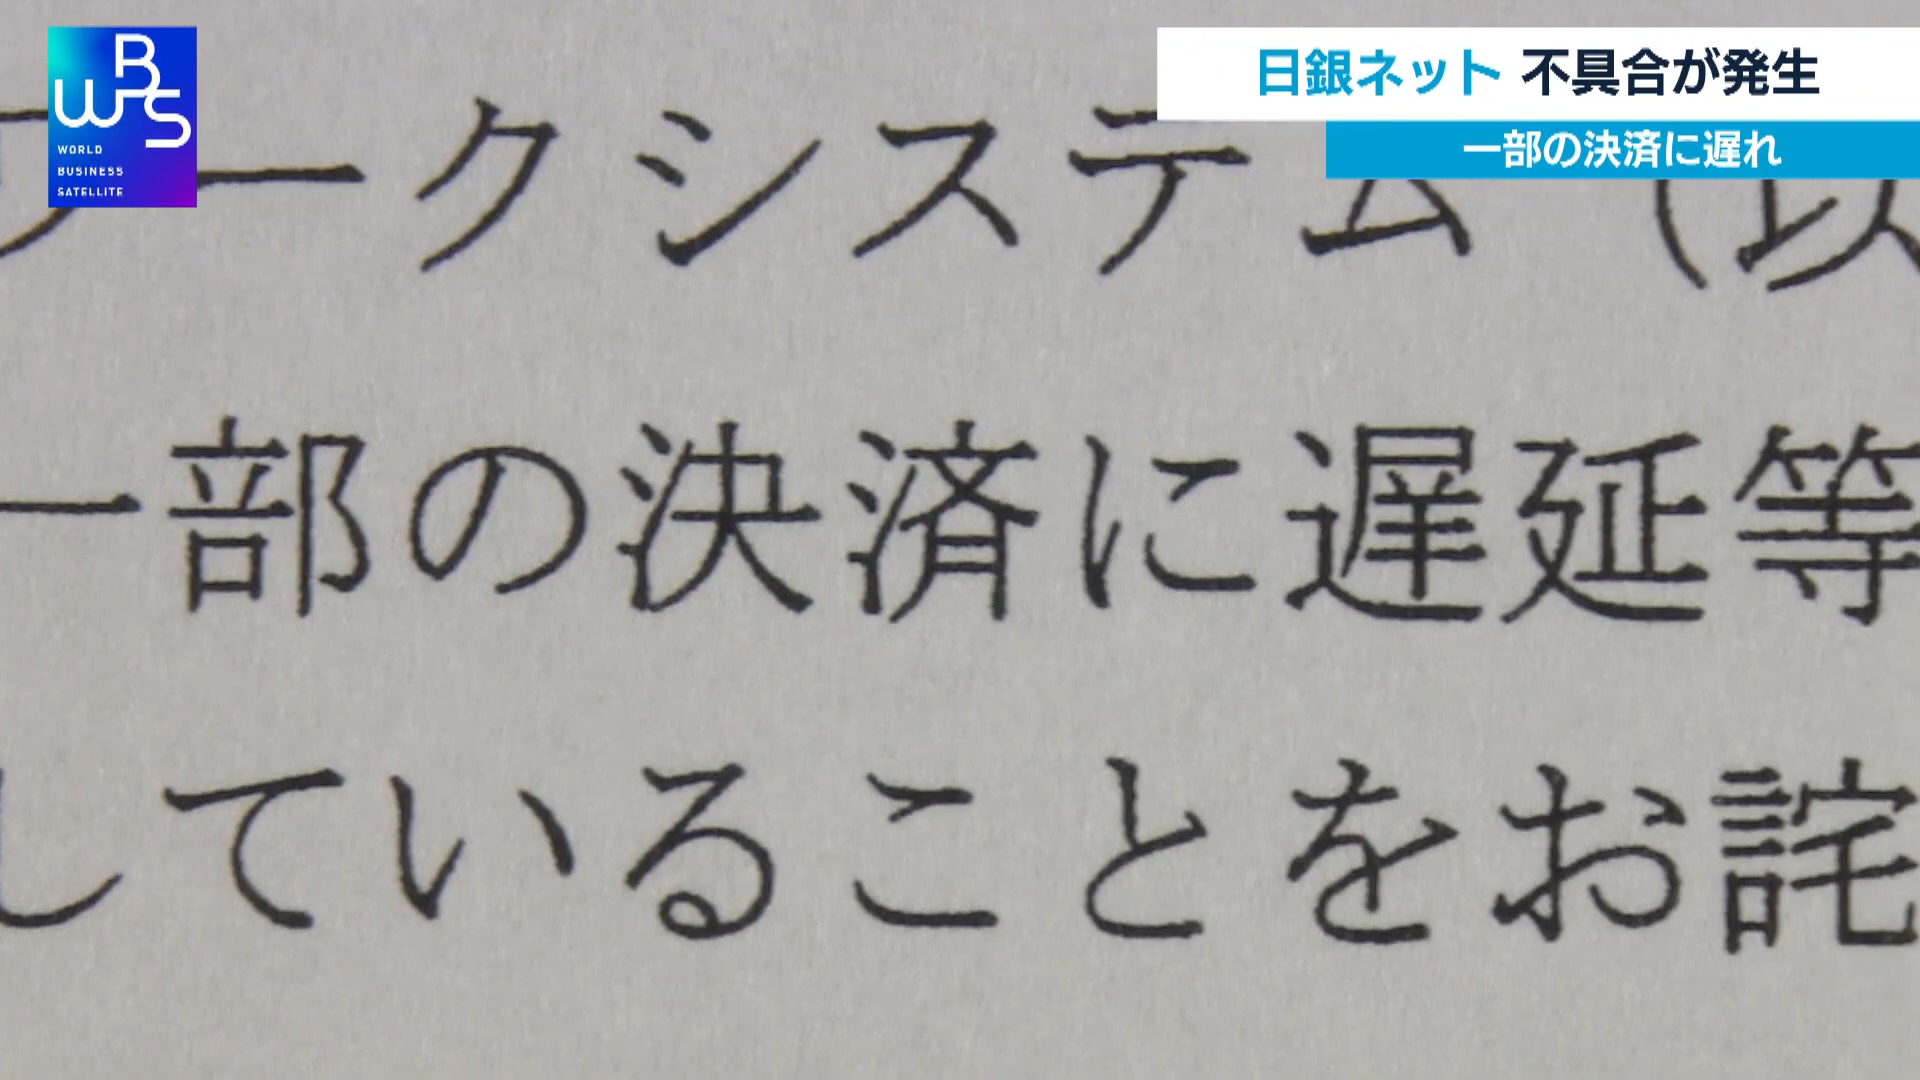 WBS
WORLD
BUSINESS
SATELLITE
日銀ネット 不具合が発生
一部の決済に遅れ
ワークシステム（以
一部の決済に遅延等
していることをお詫